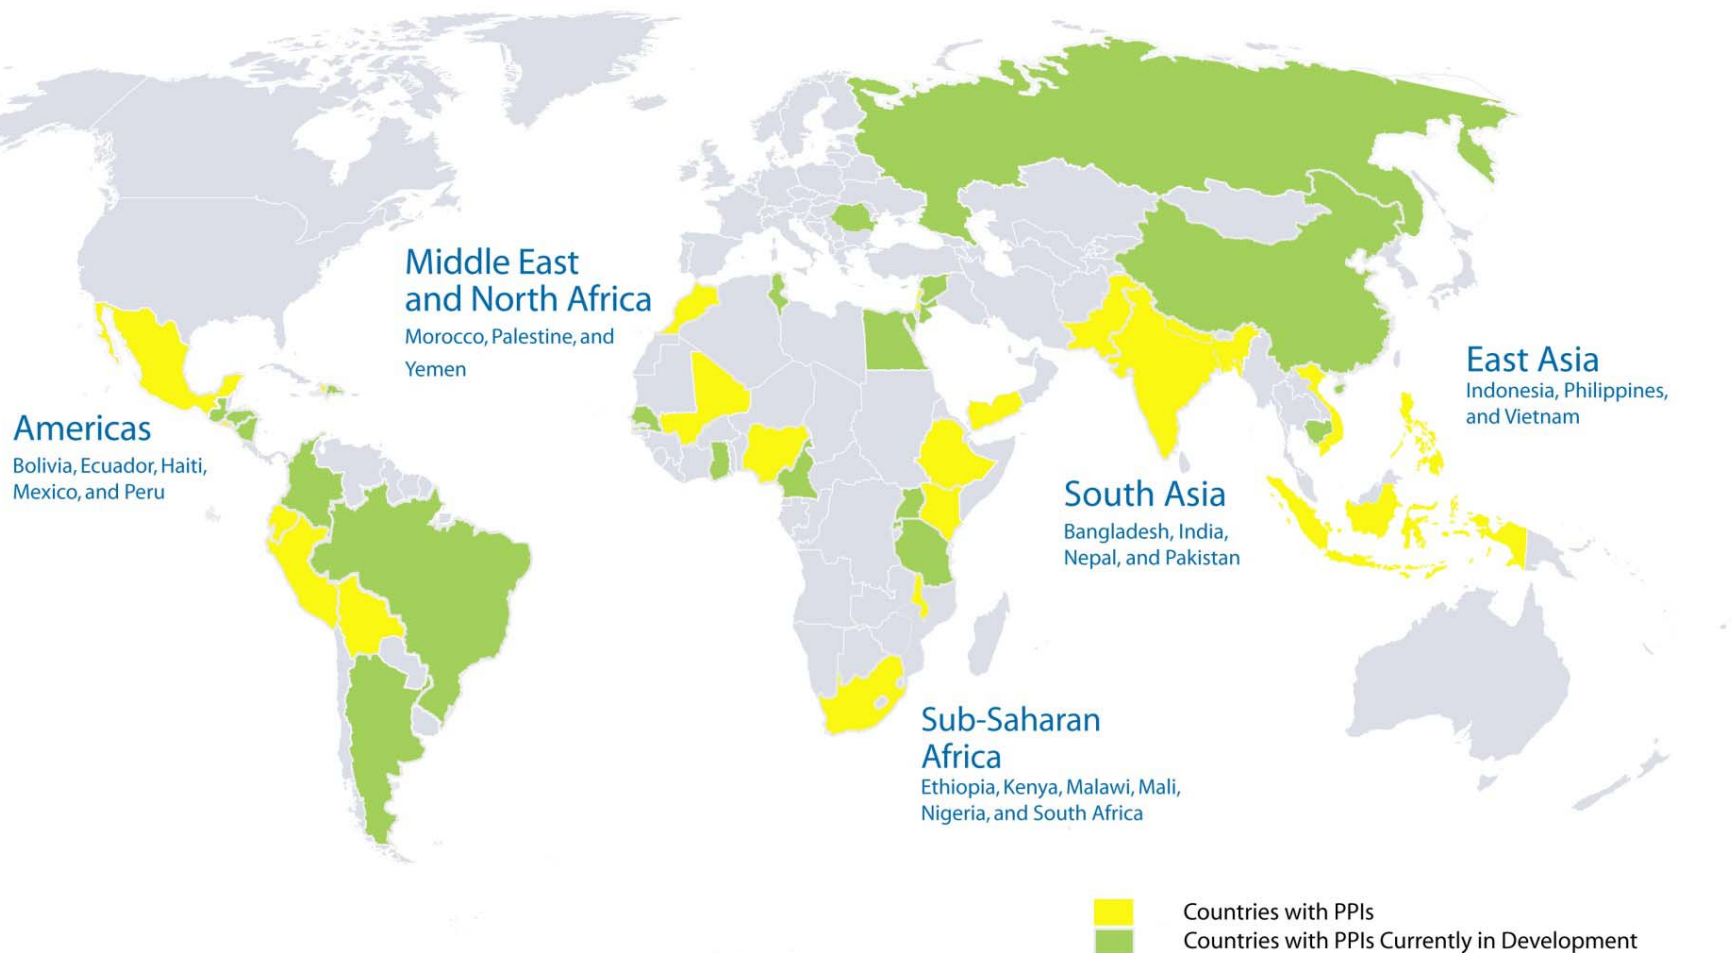 Middle East
and North Africa
Morocco, Palestine, and
Yemen
Americas
Bolivia, Ecuador, Haiti,
Mexico, and Peru
East Asia
Indonesia, Philippines,
and Vietnam
South Asia
Bangladesh, India,
Nepal, and Pakistan
Sub-Saharan
Africa
Ethiopia, Kenya, Malawi, Mali,
Nigeria, and South Africa
Countries with PPIs
Countries with PPIs Currently in Development